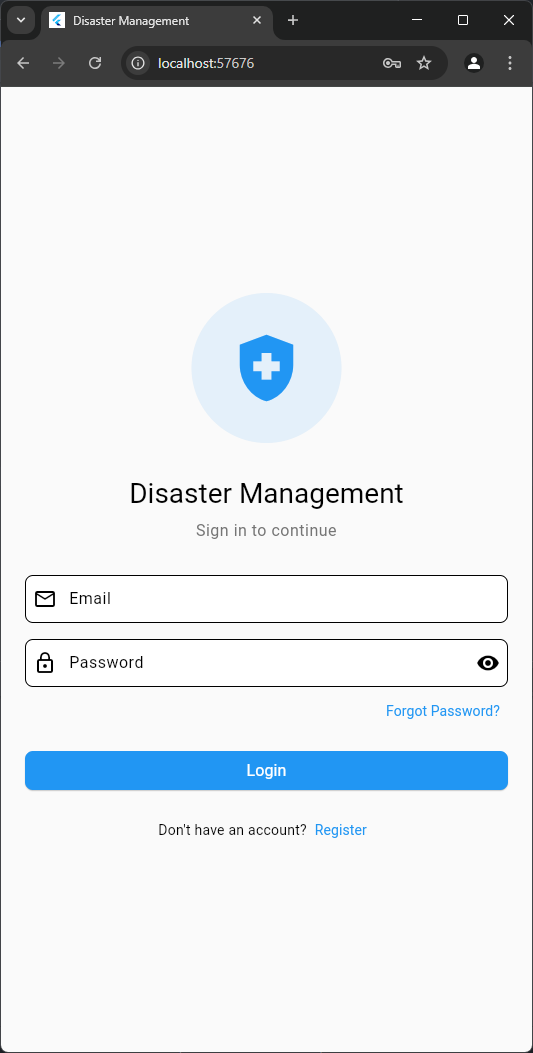 Disaster Management
localhost:57676
Disaster Management
Sign in to continue
Email
Password
Forgot Password?
Login
Don't have an account? Register